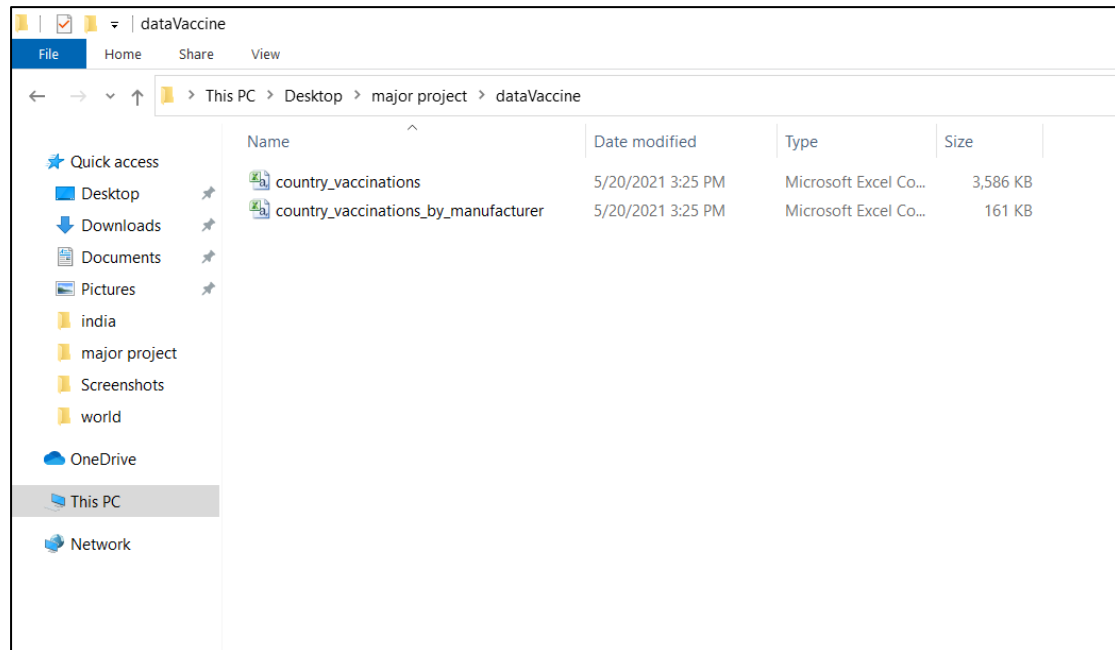 dataVaccine
File Home Share View
This PC > Desktop > major project > dataVaccine
Name Date modified Type Size
Quick access
country_vaccinations 5/20/2021 3:25 PM Microsoft Excel Co... 3,586 KB
Desktop
country_vaccinations_by_manufacturer 5/20/2021 3:25 PM Microsoft Excel Co... 161 KB
Downloads
Documents
Pictures
india
major project
Screenshots
world
OneDrive
This PC
Network